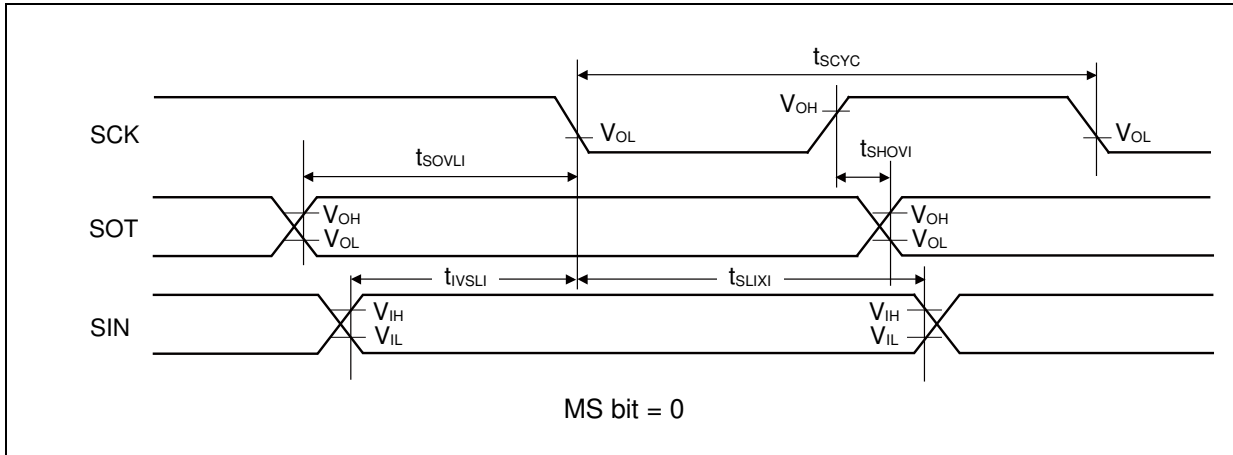 tSCYC
SCK
VOH
VOL
VOL
tSOVLI
tSHOVI
SOT
VOH
VOL
VOH
VOL
tIVSLI
tSLIXI
SIN
VIH
VIL
VIH
VIL
MS bit = 0